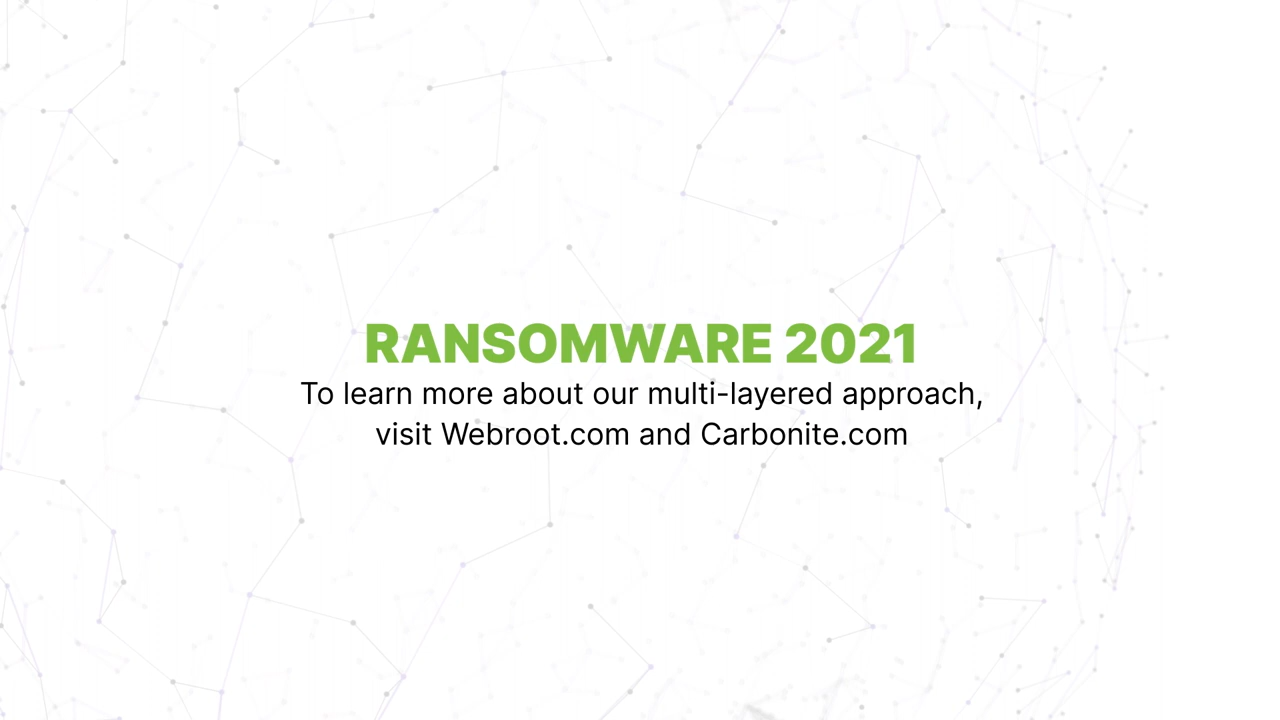 RANSOMWARE 2021
To learn more about our multi-layered approach,
visit Webroot.com and Carbonite.com